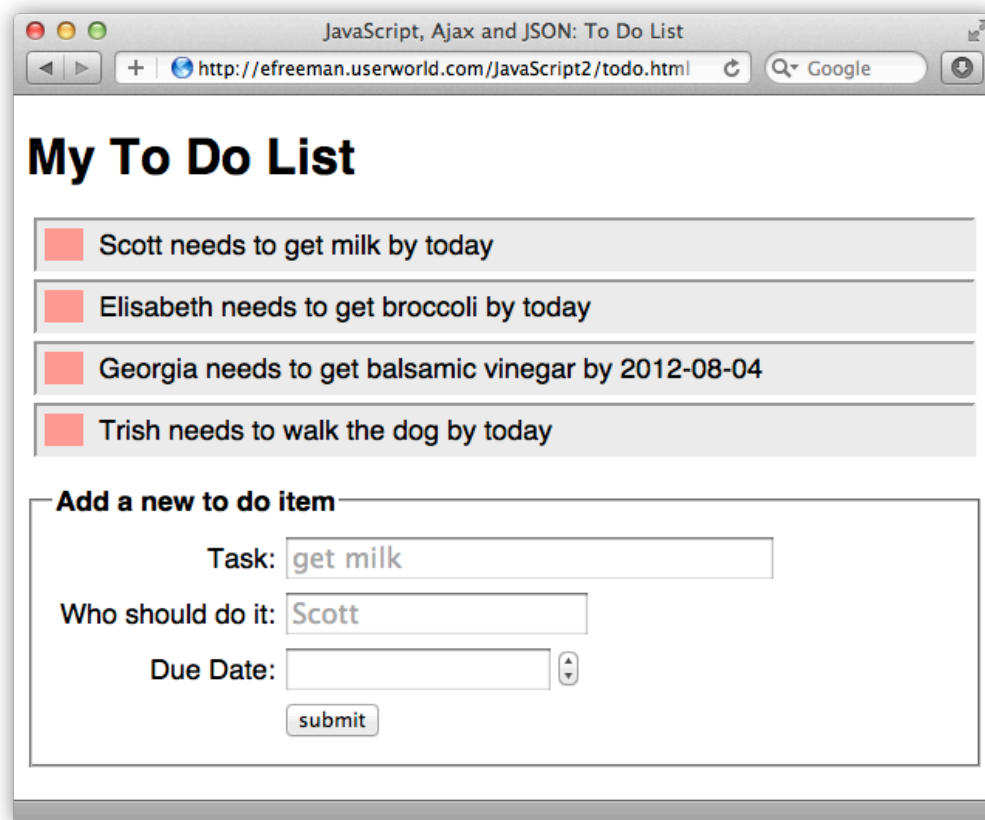 JavaScript, Ajax and JSON: To Do List
+ http://efreeman.userworld.com/JavaScript2/todo.html Google
My To Do List
Scott needs to get milk by today
Elisabeth needs to get broccoli by today
Georgia needs to get balsamic vinegar by 2012-08-04
Trish needs to walk the dog by today
Add a new to do item
Task: get milk
Who should do it: Scott
Due Date:
submit